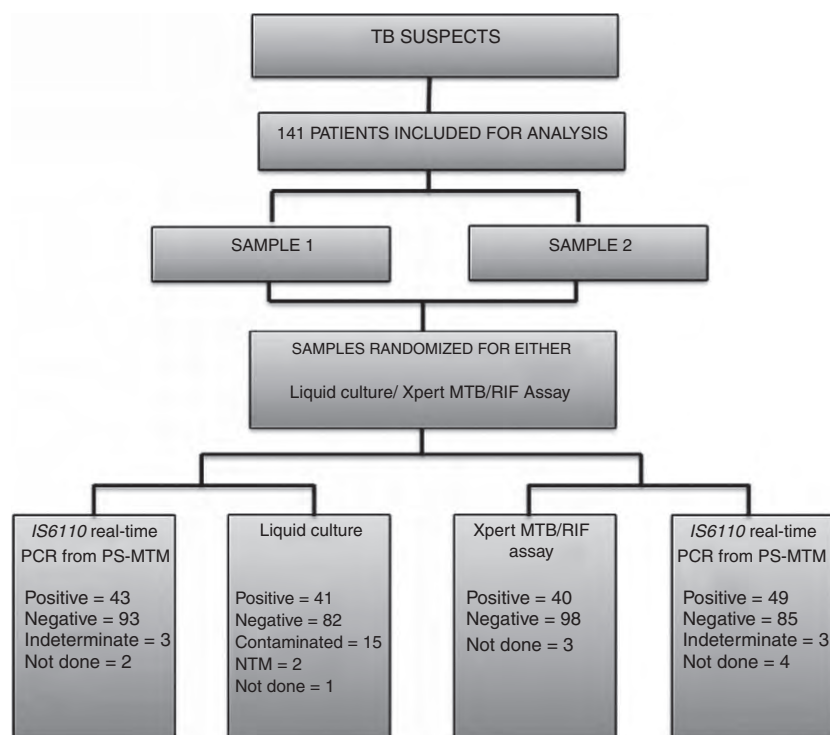 TB SUSPECTS
141 PATIENTS INCLUDED FOR ANALYSIS
SAMPLE 1
SAMPLE 2
SAMPLES RANDOMIZED FOR EITHER
Liquid culture/ Xpert MTB/RIF Assay
IS6110 real-time
PCR from PS-MTM
Positive = 43
Negative = 93
Indeterminate = 3
Not done = 2
Liquid culture
Positive = 41
Negative = 82
Contaminated = 15
NTM = 2
Not done = 1
Xpert MTB/RIF
assay
Positive = 40
Negative = 98
Not done = 3
IS6110 real-time
PCR from PS-MTM
Positive = 49
Negative = 85
Indeterminate = 3
Not done = 4